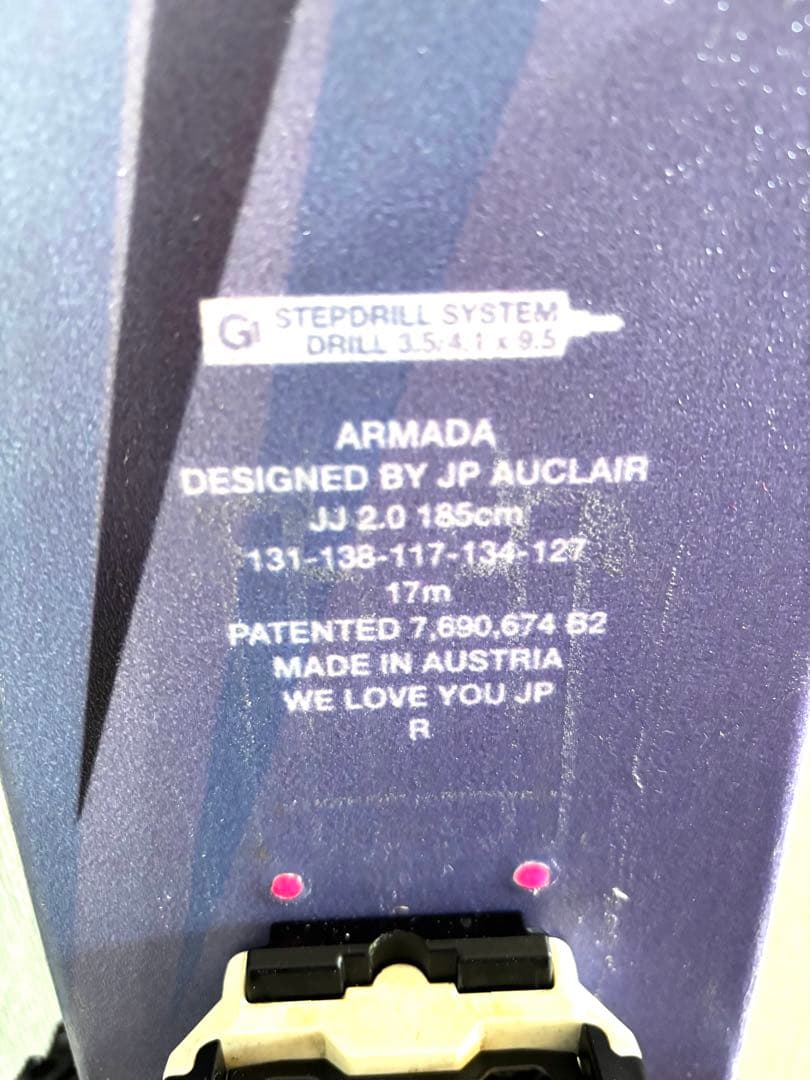 G1 STEPDRILL SYSTEM
DRILL 3.5/4.1 x 9.5
ARMADA
DESIGNED BY JP AUCLAIR
JJ 2.0 185cm
131-138-117-134-127
17m
PATENTED 7,690,674 B2
MADE IN AUSTRIA
WE LOVE YOU JP
R